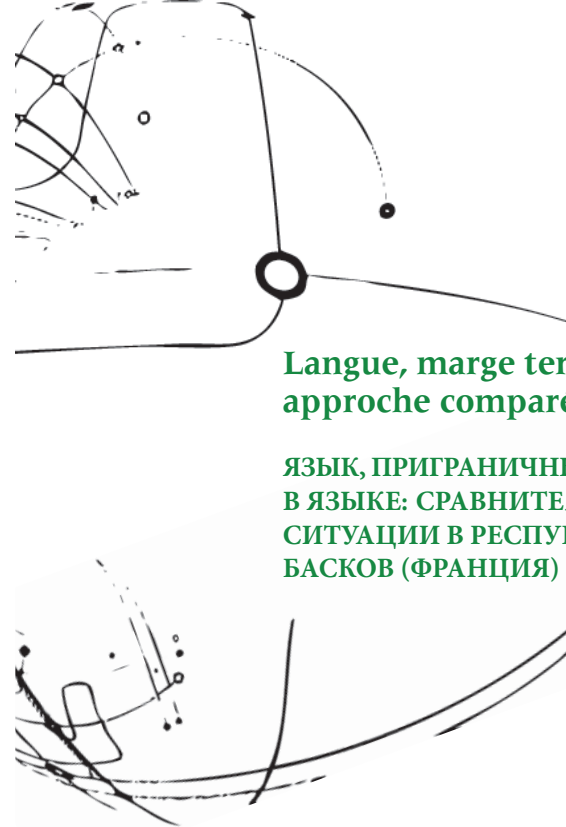 Langue, marge ter
approche compare
ЯЗЫК, ПРИГРАНИЧН
В ЯЗЫКЕ: СРАВНИТЕ
СИТУАЦИИ В РЕСПУ
БАСКОВ (ФРАНЦИЯ)